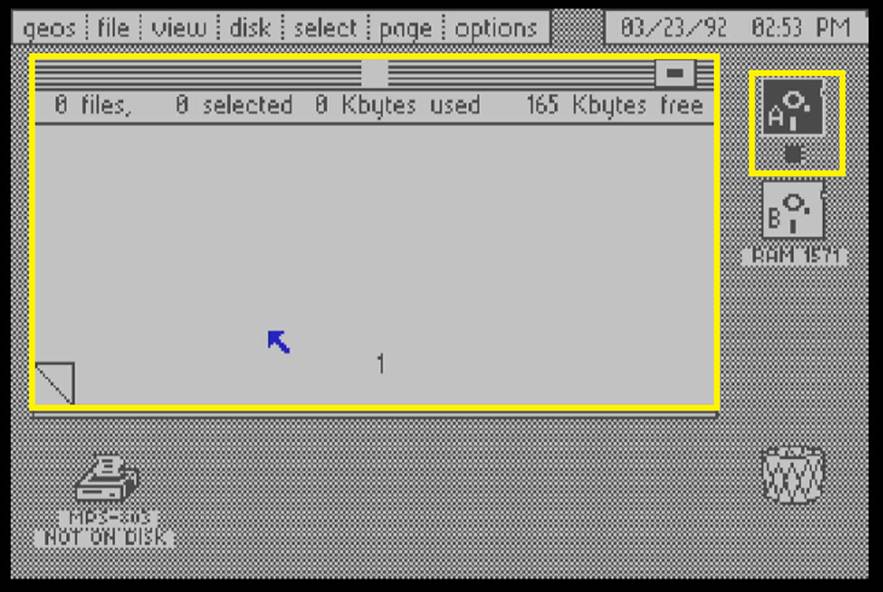 geos file view disk select page options 03/23/92 02:53 PM
0 files, 0 selected 0 Kbytes used 165 Kbytes free
A
B
RAM 1571
1
MPS-803
NOT ON DISK